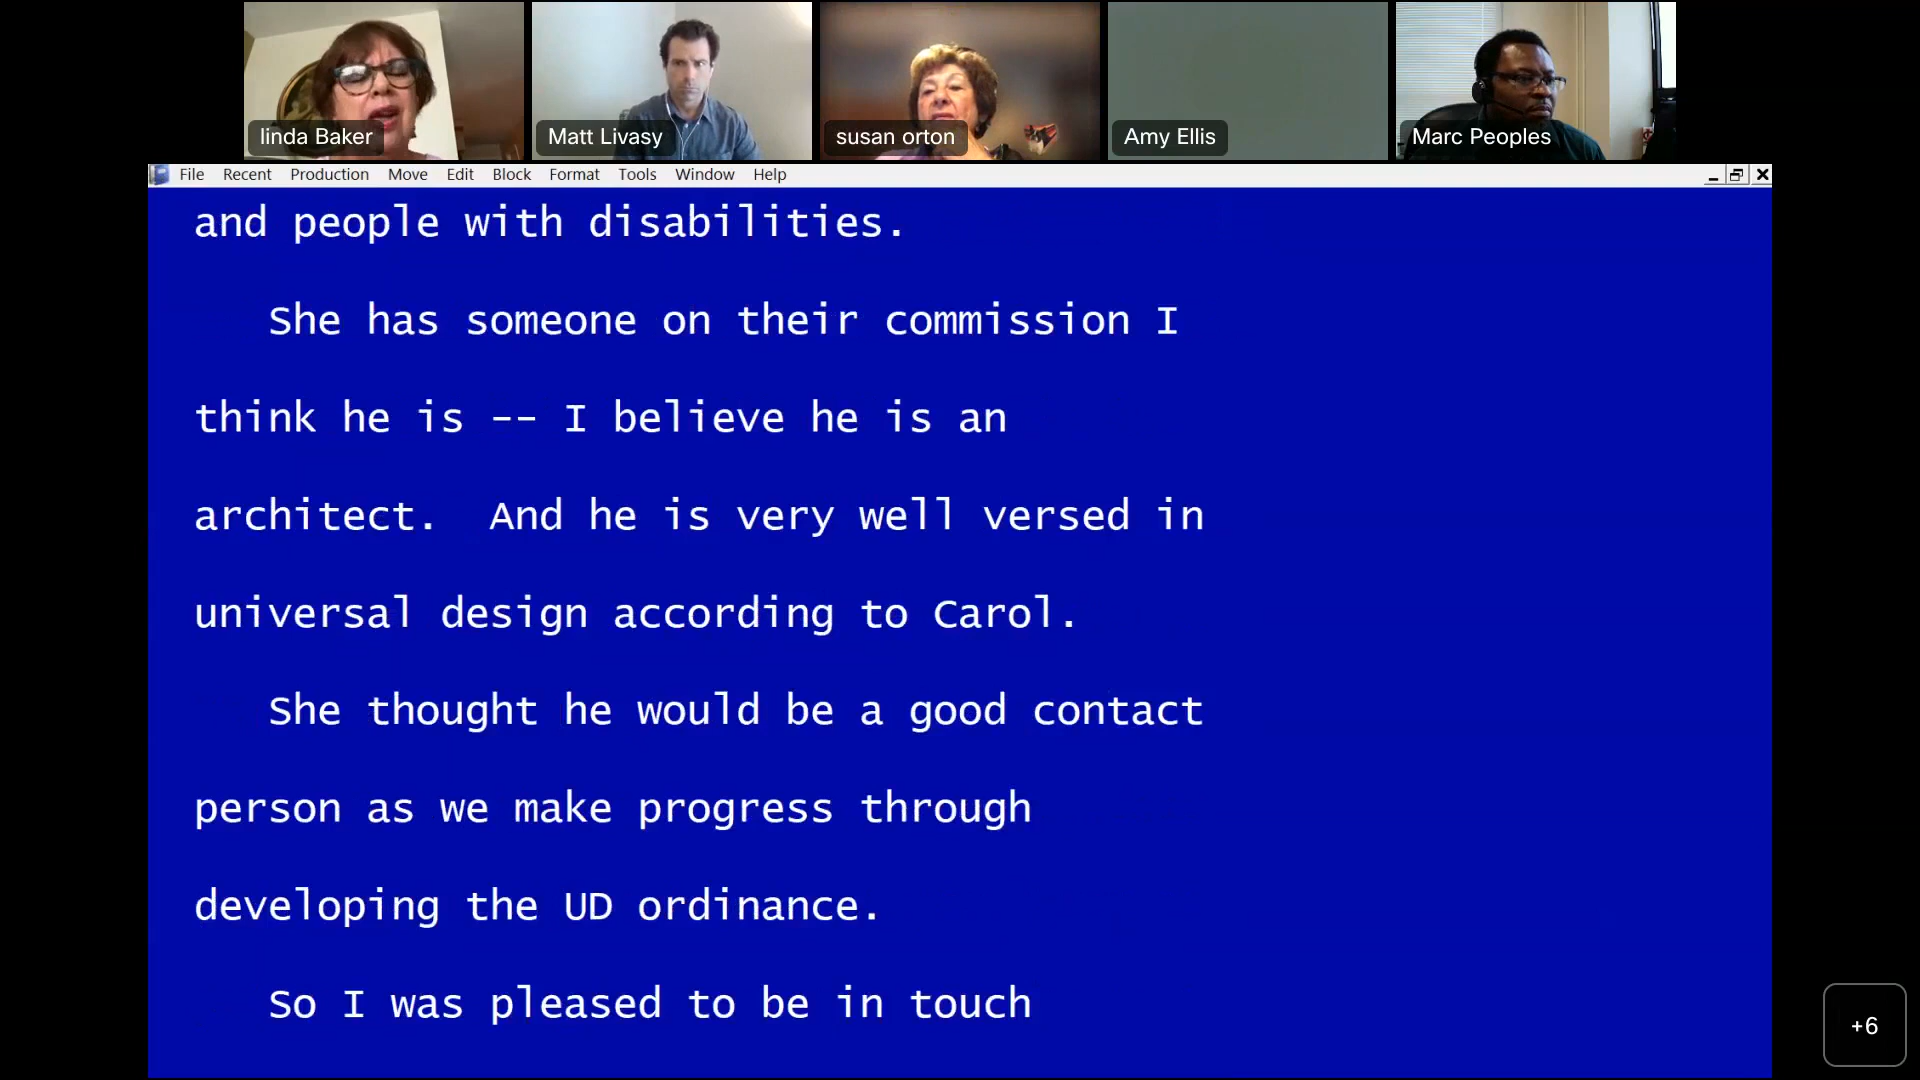 linda Baker
Matt Livasy
susan orton
Amy Ellis
Marc Peoples
File Recent Production Move Edit Block Format Tools Window Help
and people with disabilities.
She has someone on their commission I
think he is -- I believe he is an
architect.  And he is very well versed in
universal design according to Carol.
She thought he would be a good contact
person as we make progress through
developing the UD ordinance.
So I was pleased to be in touch
+6